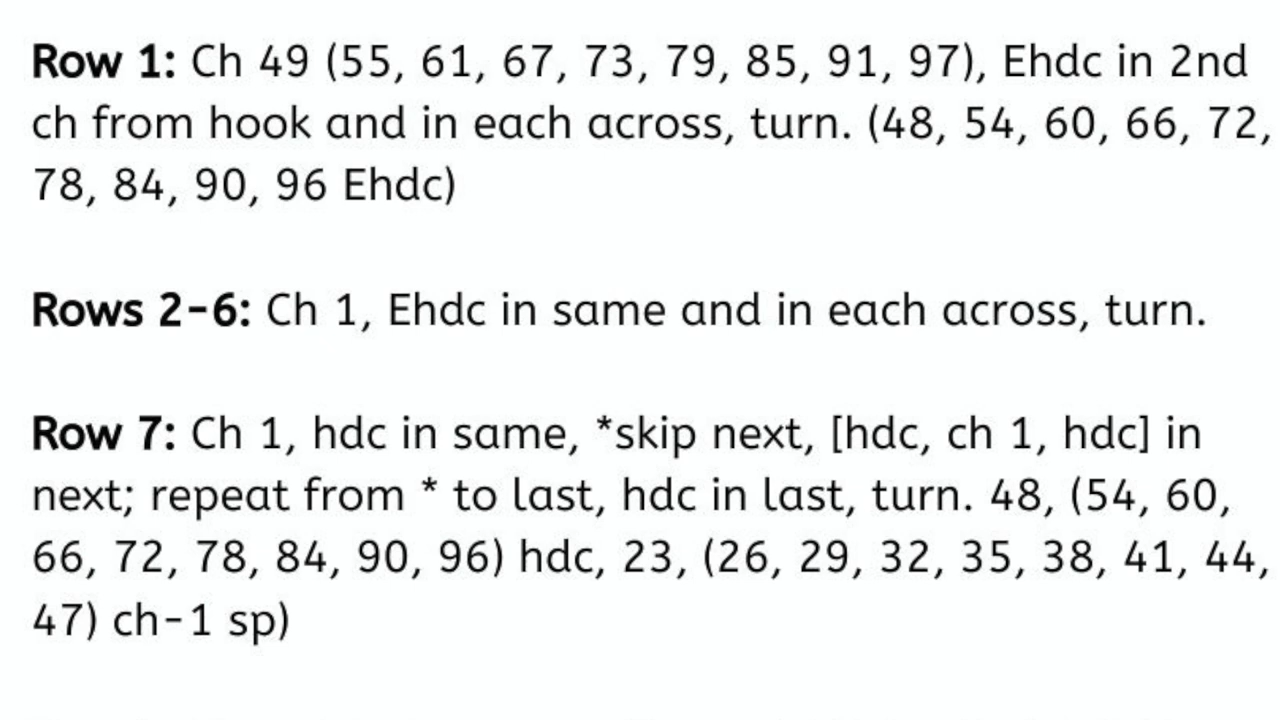 Row 1: Ch 49 (55, 61, 67, 73, 79, 85, 91, 97), Ehdc in 2nd
ch from hook and in each across, turn. (48, 54, 60, 66, 72,
78, 84, 90, 96 Ehdc)
Rows 2-6: Ch 1, Ehdc in same and in each across, turn.
Row 7: Ch 1, hdc in same, *skip next, [hdc, ch 1, hdc] in
next; repeat from * to last, hdc in last, turn. 48, (54, 60,
66, 72, 78, 84, 90, 96) hdc, 23, (26, 29, 32, 35, 38, 41, 44,
47) ch-1 sp)